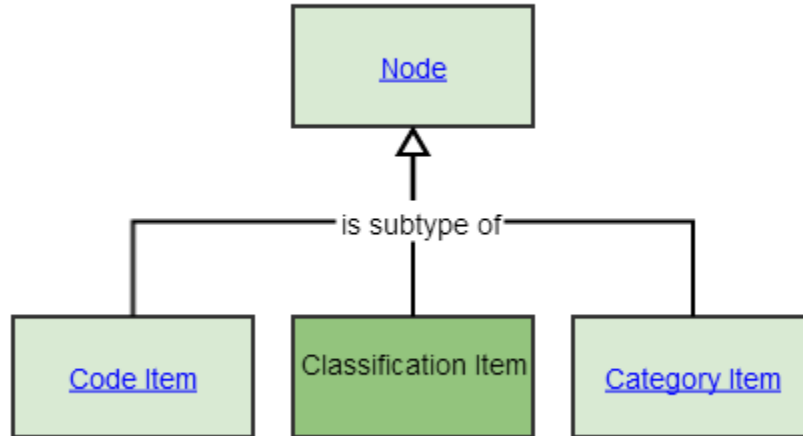 Node
is subtype of
Code Item
Classification Item
Category Item